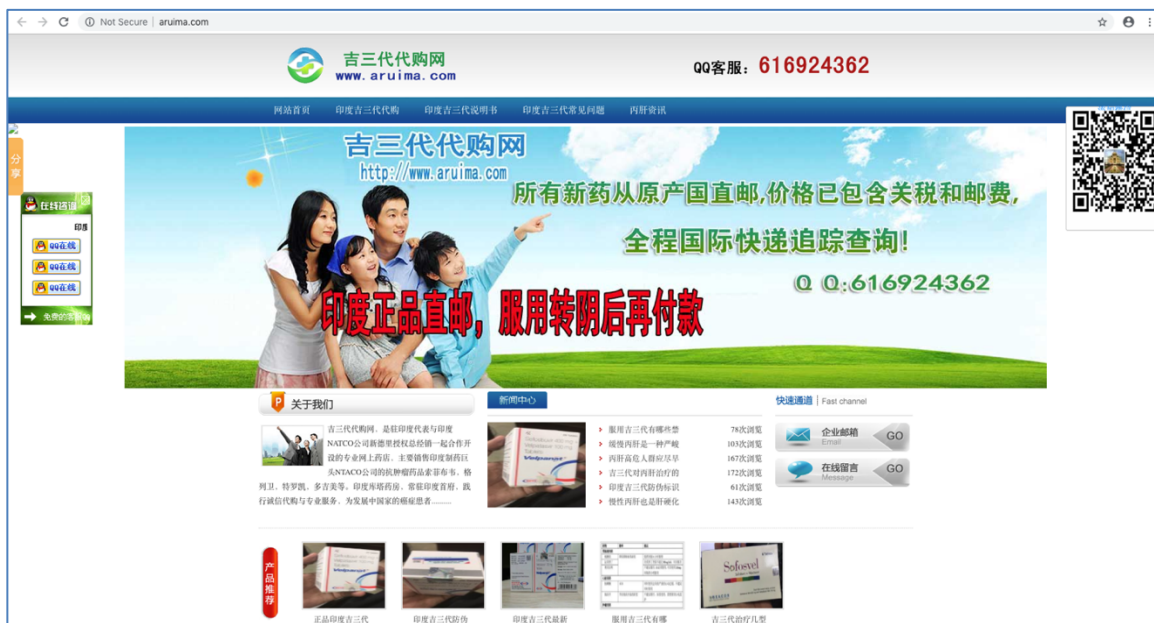 Not Secure | aruima.com
吉三代代购网
www.aruima.com
QQ客服：616924362
网站首页 印度吉三代代购 印度吉三代说明书 印度吉三代常见问题 丙肝资讯
分享
吉三代代购网
http://www.aruima.com
所有新药从原产国直邮,价格已包含关税和邮费,
全程国际快递追踪查询!
Q Q:616924362
印度正品直邮，服用转阴后再付款
在线咨询
印度
QQ在线
QQ在线
QQ在线
免费的客服
关于我们
吉三代代购网、是驻印度代表与印度
NATCO公司新德里授权总经销一起合作开
设的专业网上药店．主要销售印度制药巨
头NTACO公司的抗肿瘤药品索菲布韦、格
列卫、特罗凯、多吉美等。印度库塔药房、常驻印度首府、践
行诚信代购与专业服务、为发展中国家的癌症患者.........
新闻中心
服用吉三代有哪些禁 78次浏览
缓慢丙肝是一种严峻 103次浏览
丙肝高危人群应尽早 167次浏览
吉三代对丙肝治疗的 172次浏览
印度吉三代防伪标识 61次浏览
慢性丙肝也是肝硬化 143次浏览
快速通道 | Fast channel
企业邮箱
Email
GO
在线留言
Message
GO
产品推荐
Velpanat
Sofosvel
正品印度吉三代 印度吉三代防伪 印度吉三代最新 服用吉三代有哪 吉三代治疗几型